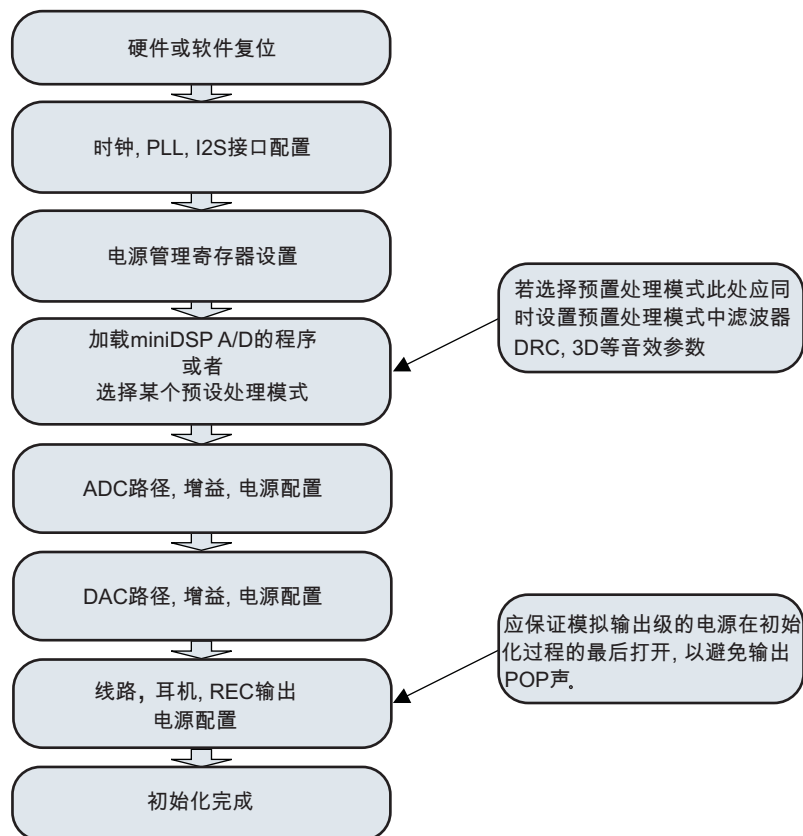 硬件或软件复位
时钟, PLL, I2S接口配置
电源管理寄存器设置
加载miniDSP A/D的程序
或者
选择某个预设处理模式
若选择预置处理模式此处应同
时设置预置处理模式中滤波器
DRC, 3D等音效参数
ADC路径, 增益, 电源配置
DAC路径, 增益, 电源配置
线路，耳机, REC输出
电源配置
应保证模拟输出级的电源在初始
化过程的最后打开, 以避免输出
POP声。
初始化完成